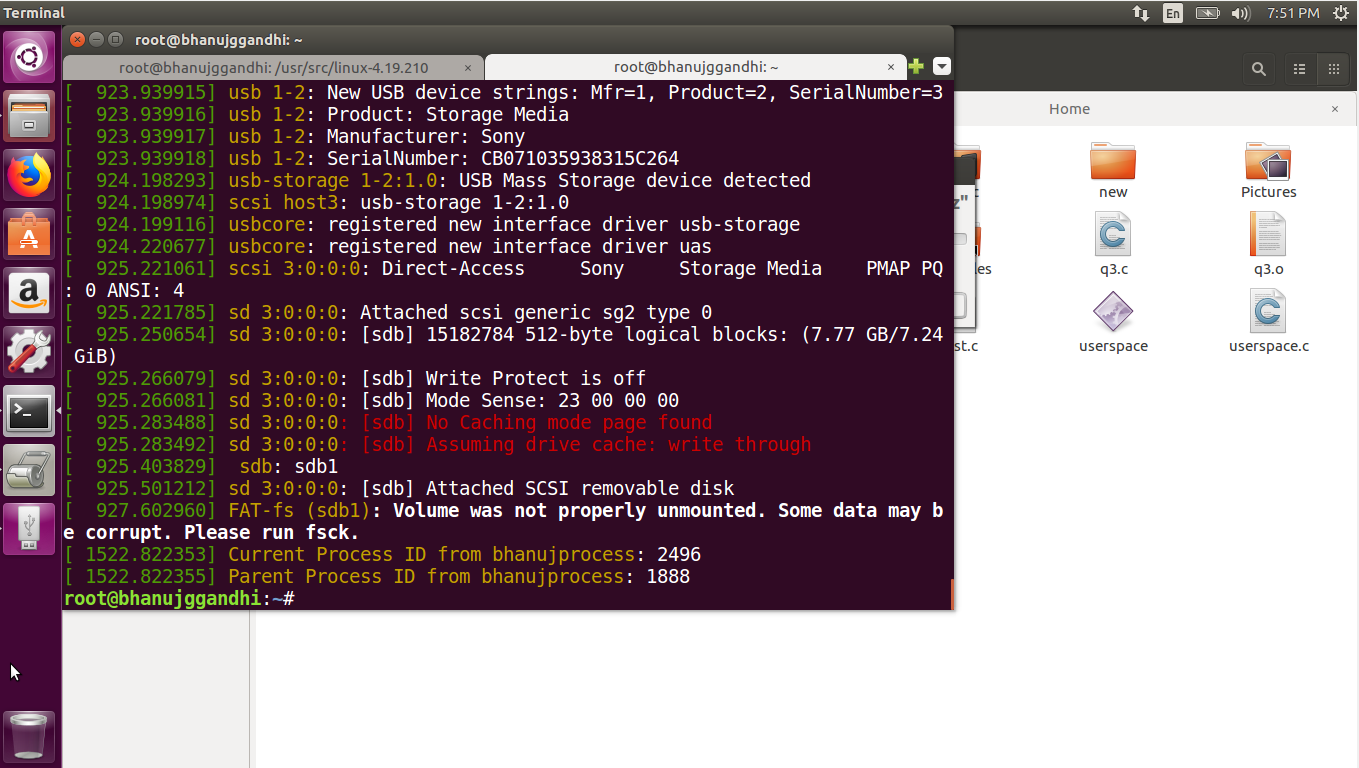 Terminal
En
7:51 PM
root@bhanujggandhi: ~
root@bhanujggandhi: /usr/src/linux-4.19.210 ×
root@bhanujggandhi: ~ ×
[  923.939915] usb 1-2: New USB device strings: Mfr=1, Product=2, SerialNumber=3
[  923.939916] usb 1-2: Product: Storage Media
[  923.939917] usb 1-2: Manufacturer: Sony
[  923.939918] usb 1-2: SerialNumber: CB071035938315C264
[  924.198293] usb-storage 1-2:1.0: USB Mass Storage device detected
[  924.198974] scsi host3: usb-storage 1-2:1.0
[  924.199116] usbcore: registered new interface driver usb-storage
[  924.220677] usbcore: registered new interface driver uas
[  925.221061] scsi 3:0:0:0: Direct-Access     Sony     Storage Media    PMAP PQ
: 0 ANSI: 4
[  925.221785] sd 3:0:0:0: Attached scsi generic sg2 type 0
[  925.250654] sd 3:0:0:0: [sdb] 15182784 512-byte logical blocks: (7.77 GB/7.24
 GiB)
[  925.266079] sd 3:0:0:0: [sdb] Write Protect is off
[  925.266081] sd 3:0:0:0: [sdb] Mode Sense: 23 00 00 00
[  925.283488] sd 3:0:0:0: [sdb] No Caching mode page found
[  925.283492] sd 3:0:0:0: [sdb] Assuming drive cache: write through
[  925.403829]  sdb: sdb1
[  925.501212] sd 3:0:0:0: [sdb] Attached SCSI removable disk
[  927.602960] FAT-fs (sdb1): Volume was not properly unmounted. Some data may b
e corrupt. Please run fsck.
[ 1522.822353] Current Process ID from bhanujprocess: 2496
[ 1522.822355] Parent Process ID from bhanujprocess: 1888
root@bhanujggandhi:~#
Home ×
new
Pictures
q3.c
q3.o
st.c
userspace
userspace.c